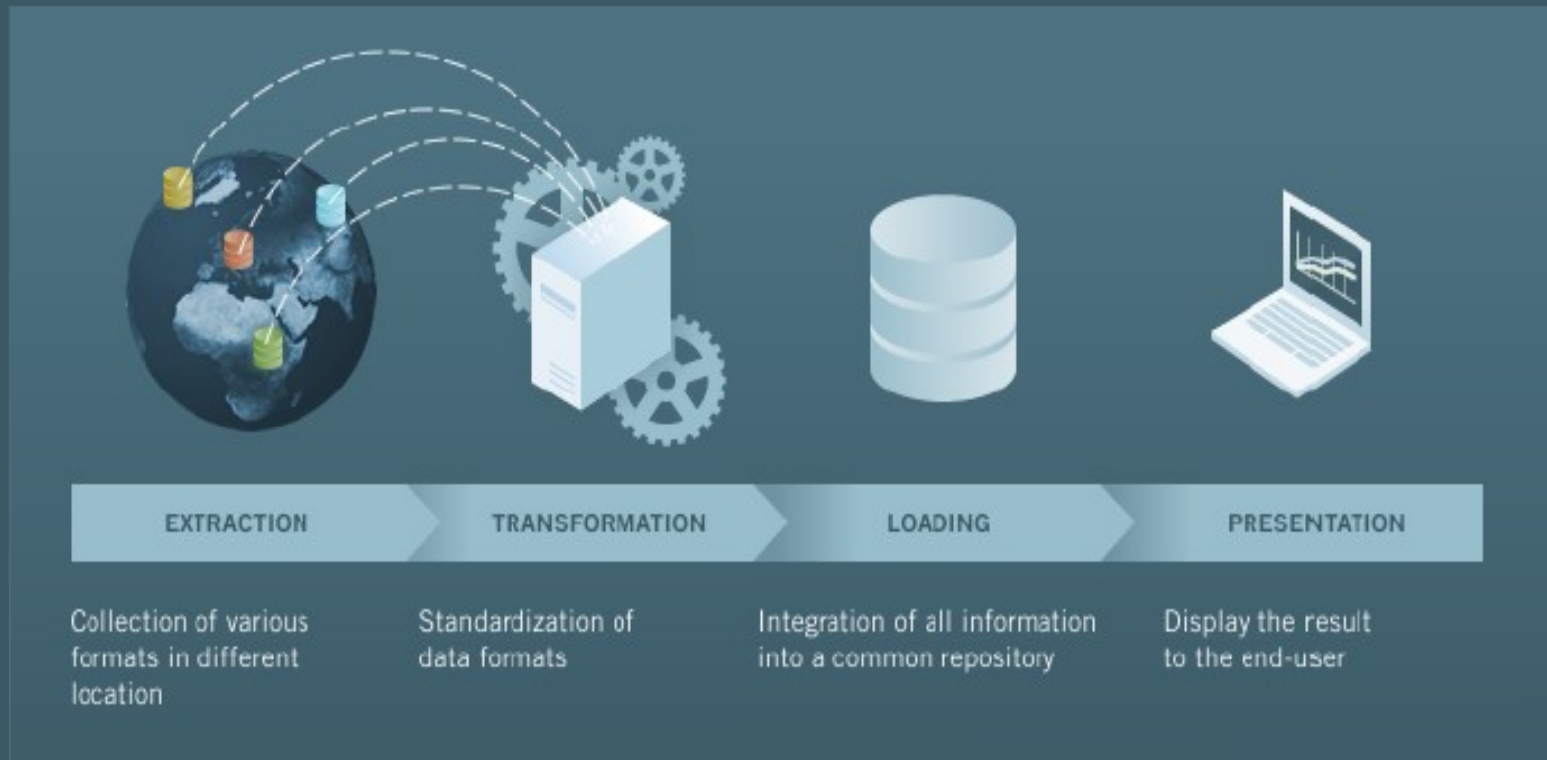 EXTRACTION
TRANSFORMATION
LOADING
PRESENTATION
Collection of various
formats in different
location
Standardization of
data formats
Integration of all information
into a common repository
Display the result
to the end-user